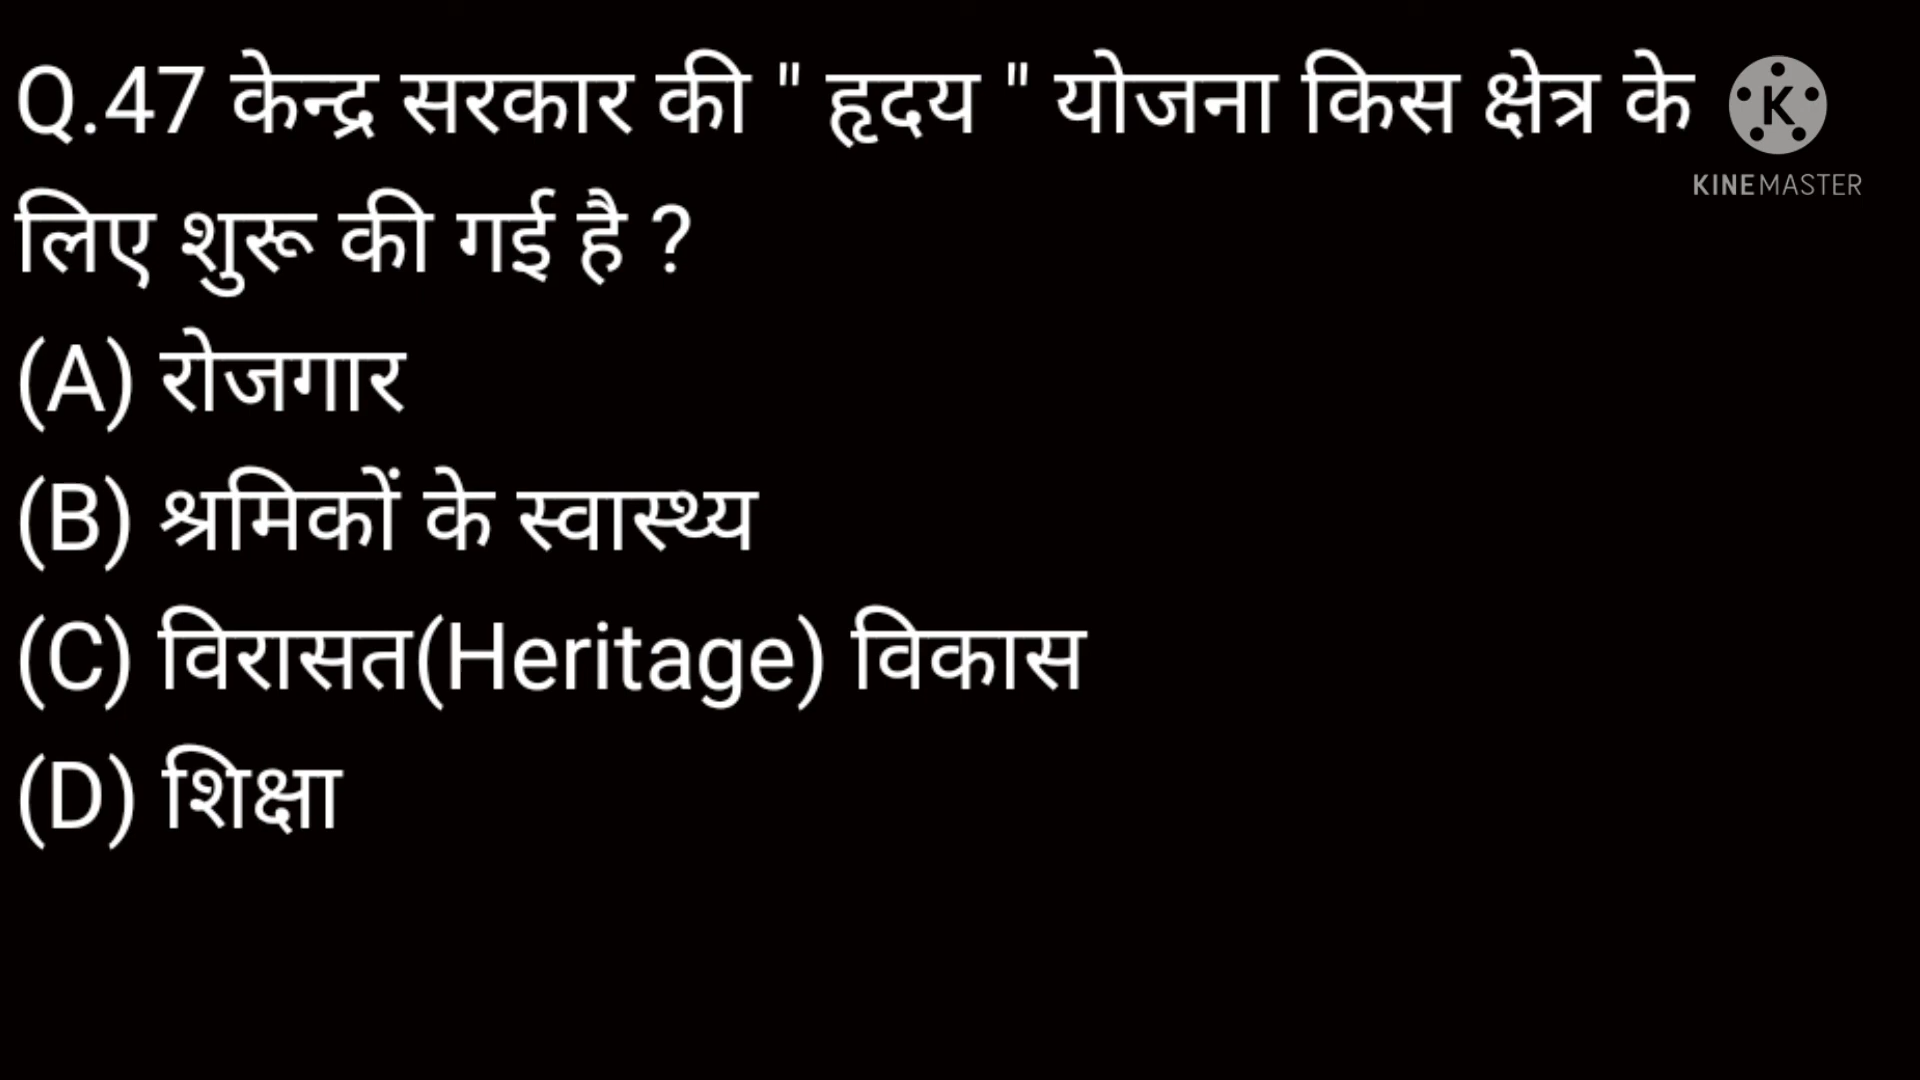 Q.47 केन्द्र सरकार की " हृदय " योजना किस क्षेत्र के
लिए शुरू की गई है ?
(A) रोजगार
(B) श्रमिकों के स्वास्थ्य
(C) विरासत(Heritage) विकास
(D) शिक्षा
K
KINEMASTER